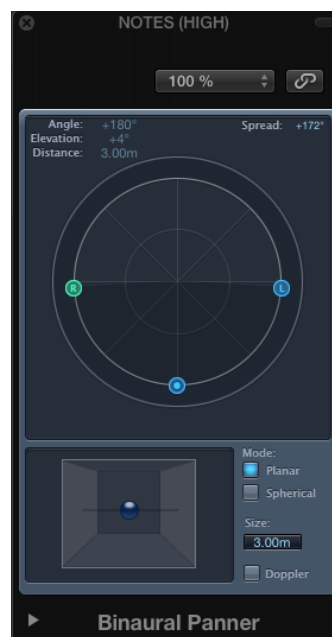 NOTES (HIGH)
100 %
Angle: +180°
Spread: +172°
Elevation: +4°
Distance: 3.00m
R
L
Mode:
Planar
Spherical
Size:
3.00m
Doppler
Binaural Panner